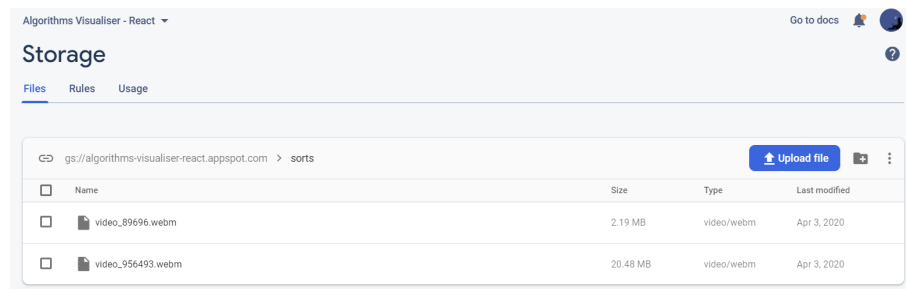 Algorithms Visualiser - React
Go to docs
Storage
Files Rules Usage
gs://algorithms-visualiser-react.appspot.com > sorts
Upload file
Name Size Type Last modified
video_89696.webm 2.19 MB video/webm Apr 3, 2020
video_956493.webm 20.48 MB video/webm Apr 3, 2020